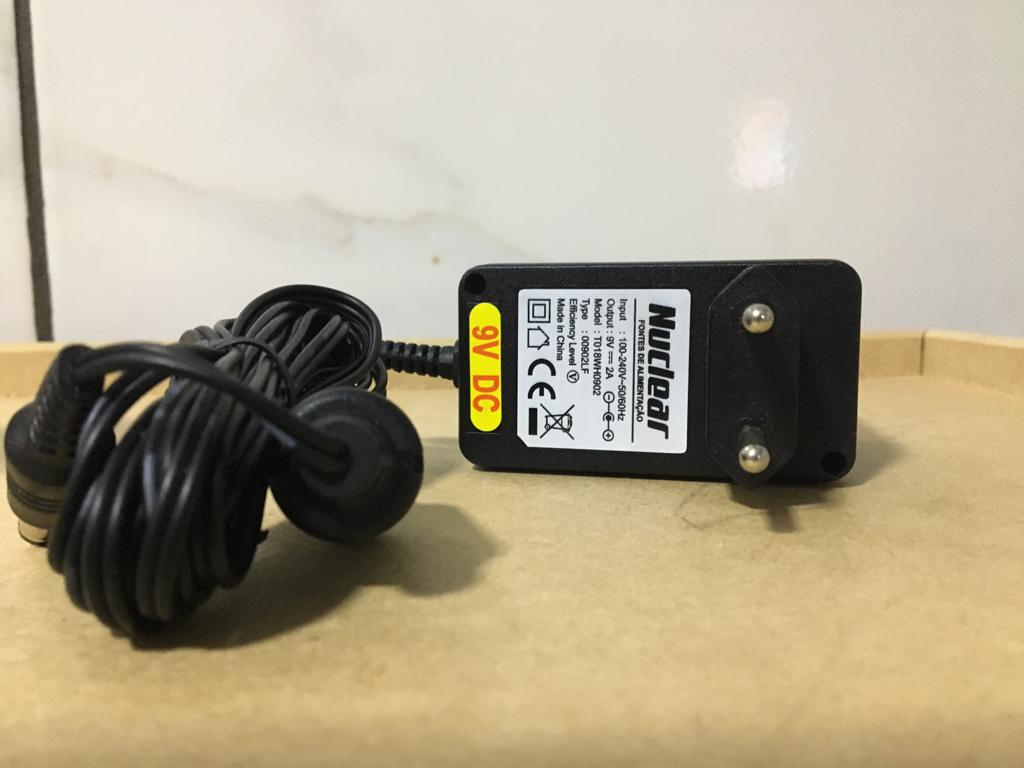 Nuclear
FONTES DE ALIMENTAÇÃO
Input : 100-240V~50/60Hz
Output : 9V ⎓ 2A
Model : T018WH0902
Type : 00902LF
Efficiency Level Ⓥ
Made in China
CE
9V DC